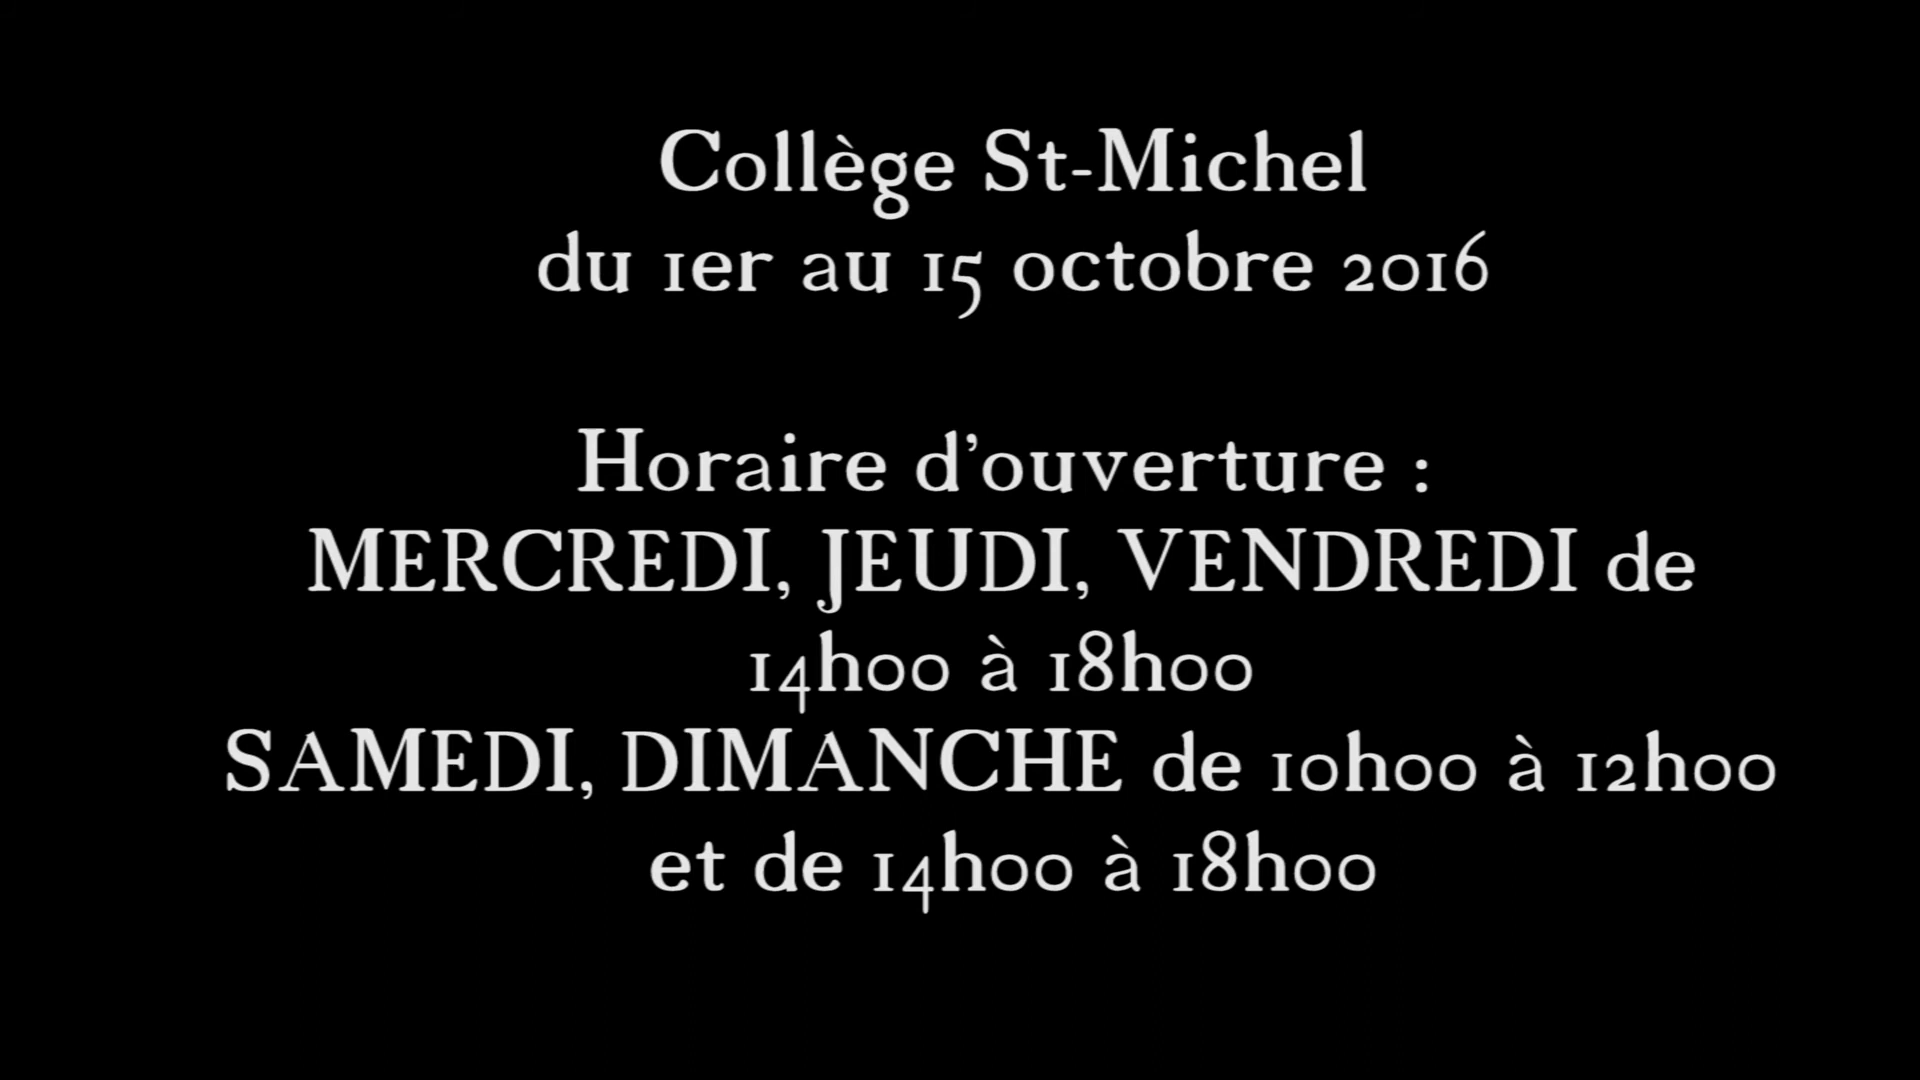 Collège St-Michel
du 1er au 15 octobre 2016
Horaire d'ouverture :
MERCREDI, JEUDI, VENDREDI de
14h00 à 18h00
SAMEDI, DIMANCHE de 10h00 à 12h00
et de 14h00 à 18h00